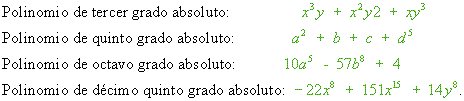 Polinomio de tercer grado absoluto: x³y + x²y2 + xy³
Polinomio de quinto grado absoluto: a² + b + c + d⁵
Polinomio de octavo grado absoluto: 10a⁵ - 57b⁸ + 4
Polinomio de décimo quinto grado absoluto: −22x⁸ + 151x¹⁵ + 14y⁸.